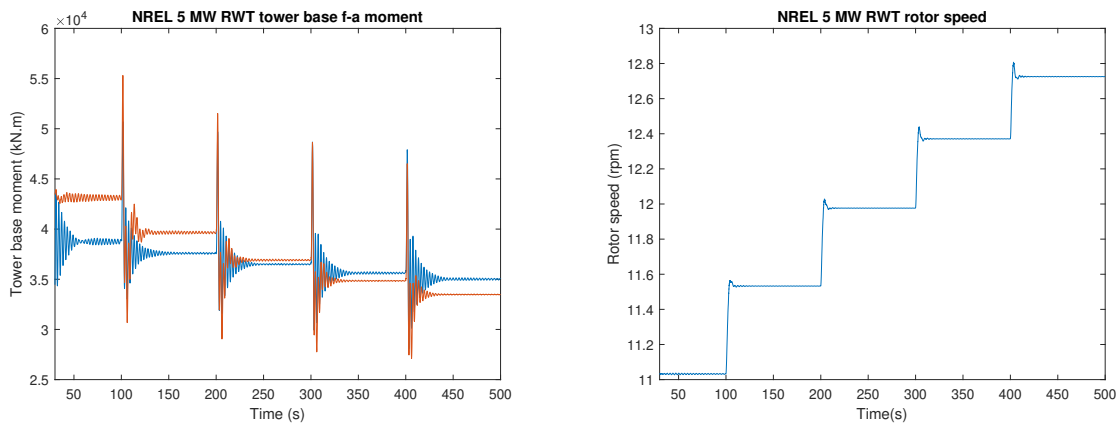 NREL 5 MW RWT tower base f-a moment
×10⁴
6
5.5
5
4.5
4
3.5
3
2.5
50 100 150 200 250 300 350 400 450 500
Time (s)
Tower base moment (kN.m)
NREL 5 MW RWT rotor speed
13
12.8
12.6
12.4
12.2
12
11.8
11.6
11.4
11.2
11
50 100 150 200 250 300 350 400 450 500
Time(s)
Rotor speed (rpm)